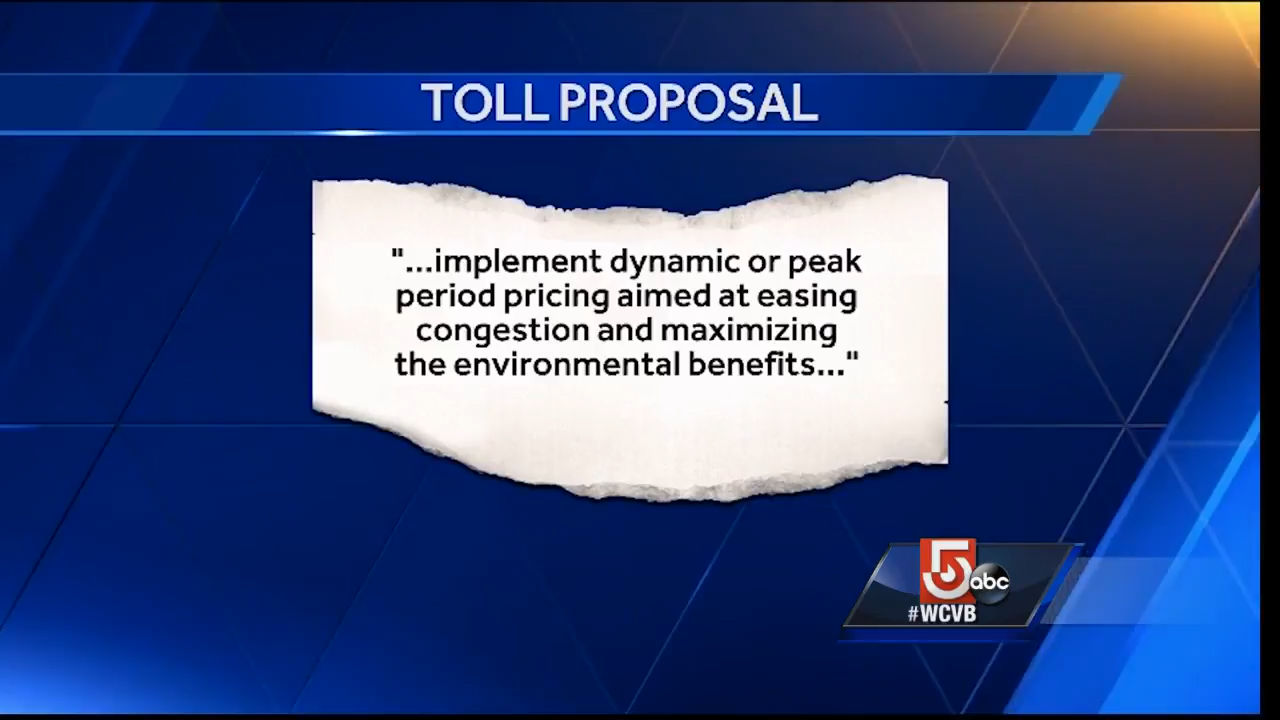 TOLL PROPOSAL
"...implement dynamic or peak
period pricing aimed at easing
congestion and maximizing
the environmental benefits..."
5 abc
#WCVB